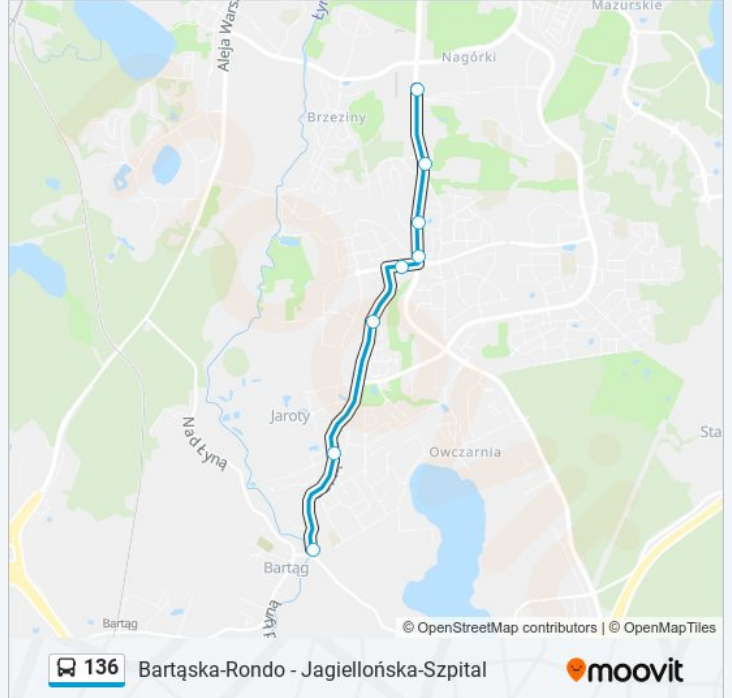 Mazurskie
Łyn
Aleja Wars
Nagórki
Brzeziny
Jaroty
Nad Łyną
Owczarnia
Sta
Bartąg
Bartąg
Łyną
© OpenStreetMap contributors | © OpenMapTiles
136 Bartąska-Rondo - Jagiellońska-Szpital
moovit